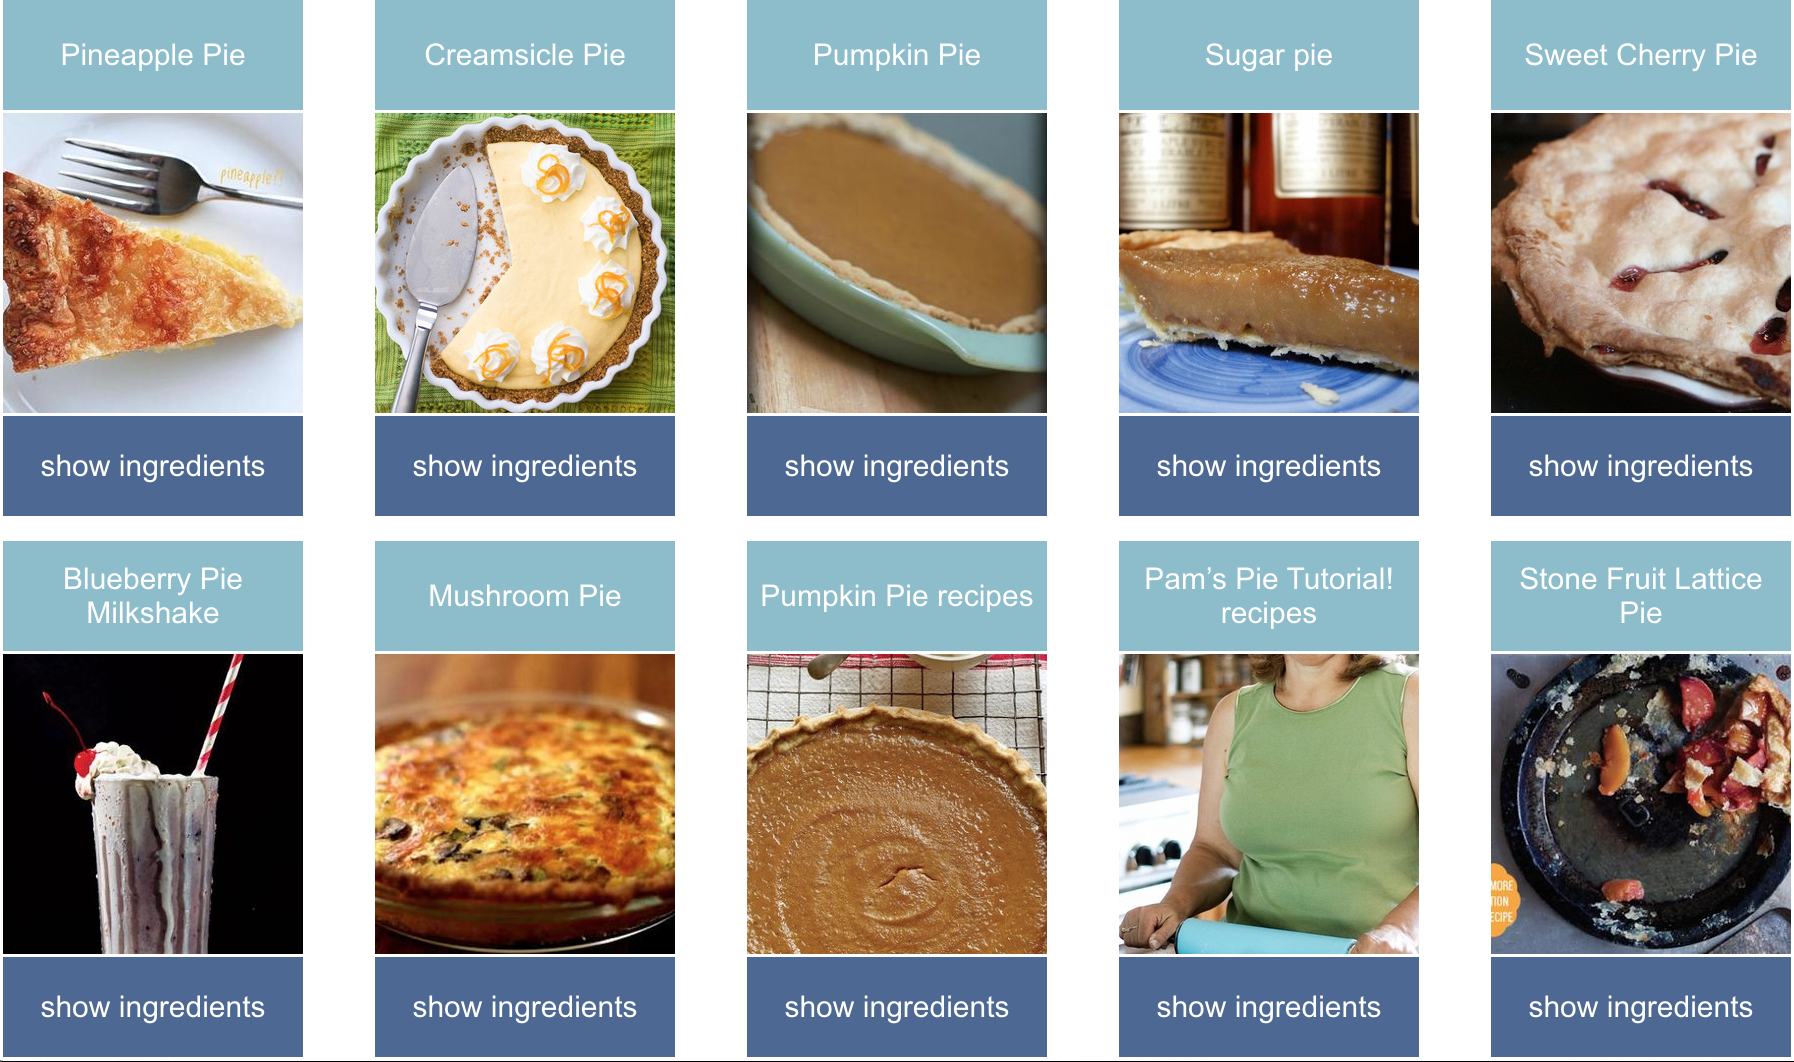 Pineapple Pie
Creamsicle Pie
Pumpkin Pie
Sugar pie
Sweet Cherry Pie
pineapple!!
1 LITRE
show ingredients
show ingredients
show ingredients
show ingredients
show ingredients
Blueberry Pie
Milkshake
Mushroom Pie
Pumpkin Pie recipes
Pam’s Pie Tutorial!
recipes
Stone Fruit Lattice
Pie
MORE
TION
ECIPE
show ingredients
show ingredients
show ingredients
show ingredients
show ingredients